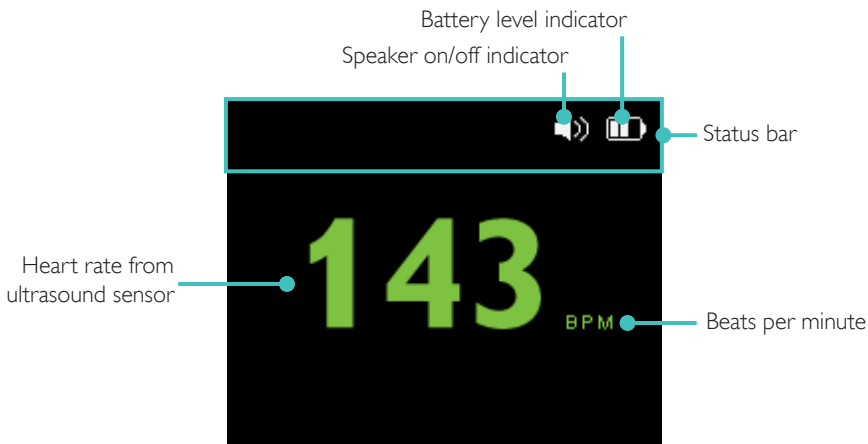 Battery level indicator
Speaker on/off indicator
Status bar
143
Heart rate from
ultrasound sensor
BPM
Beats per minute